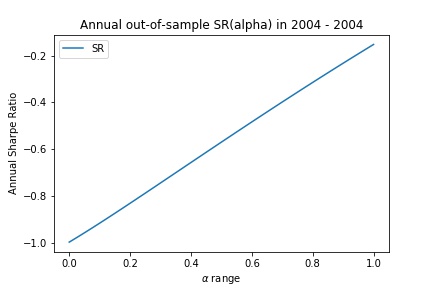 Annual out-of-sample SR(alpha) in 2004 - 2004
SR
Annual Sharpe Ratio
−0.2
−0.4
−0.6
−0.8
−1.0
0.0 0.2 0.4 0.6 0.8 1.0
α range